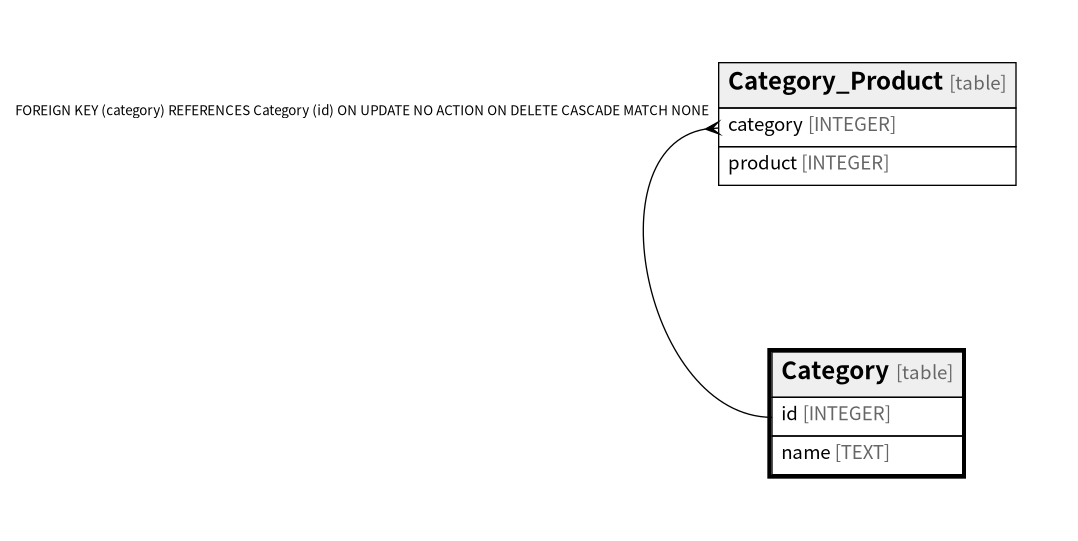 Category_Product [table]
FOREIGN KEY (category) REFERENCES Category (id) ON UPDATE NO ACTION ON DELETE CASCADE MATCH NONE
category [INTEGER]
product [INTEGER]
Category [table]
id [INTEGER]
name [TEXT]